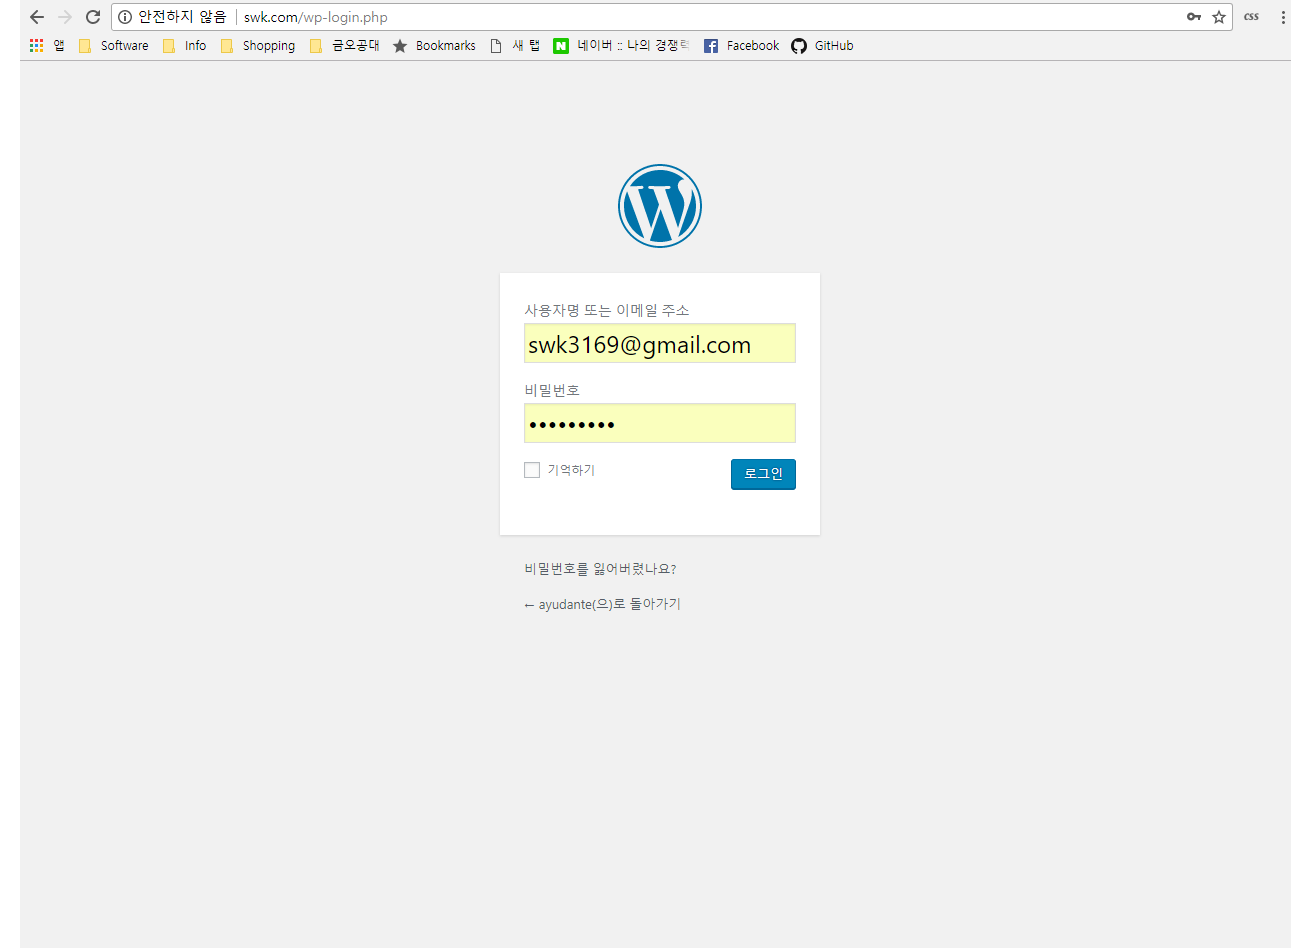 안전하지 않음 swk.com/wp-login.php css
앱 Software Info Shopping 금오공대 Bookmarks 새 탭 네이버 :: 나의 경쟁력 Facebook GitHub
사용자명 또는 이메일 주소
swk3169@gmail.com
비밀번호
•••••••••
기억하기 로그인
비밀번호를 잃어버렸나요?
← ayudante(으)로 돌아가기